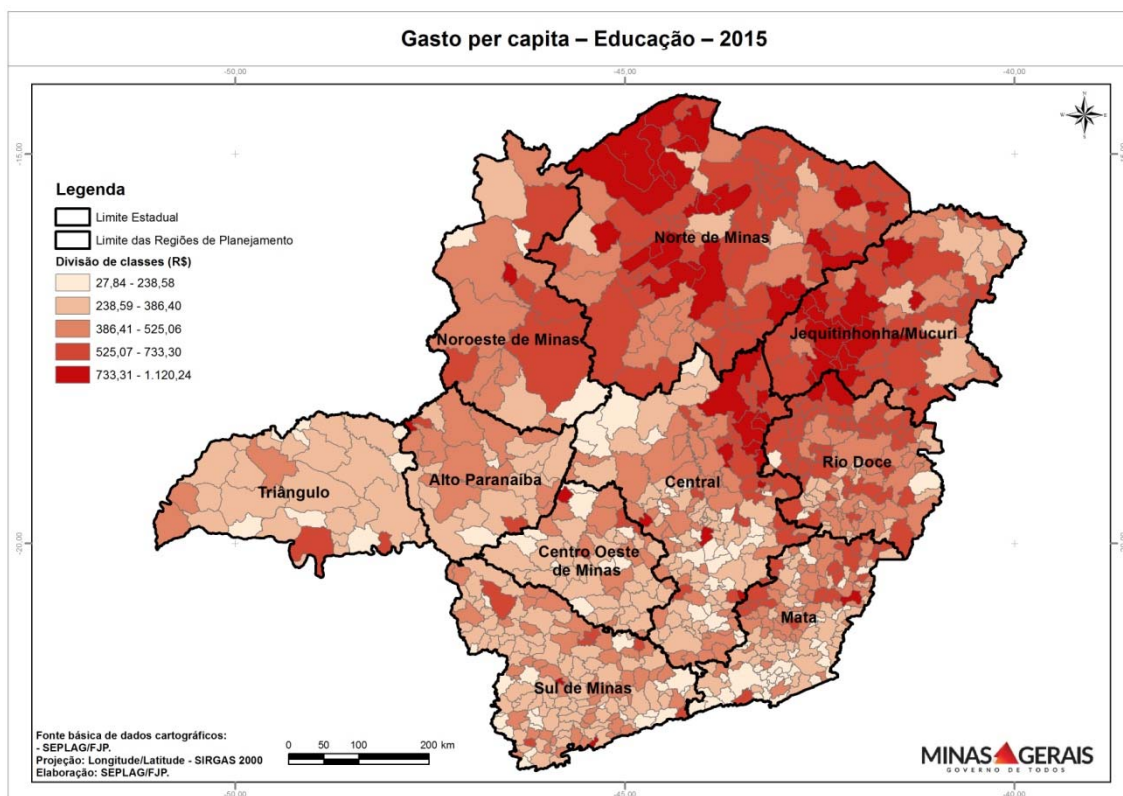 Gasto per capita – Educação – 2015
-50,00
-45,00
-40,00
-15,00
Legenda
Limite Estadual
Limite das Regiões de Planejamento
Divisão de classes (R$)
27,84 - 238,58
238,59 - 386,40
386,41 - 525,06
525,07 - 733,30
733,31 - 1.120,24
N
W
E
S
Norte de Minas
Jequitinhonha/Mucuri
Noroeste de Minas
Rio Doce
Alto Paranaíba
Central
Triângulo
-20,00
Centro Oeste
de Minas
Mata
Sul de Minas
Fonte básica de dados cartográficos:
- SEPLAG/FJP.
Projeção: Longitude/Latitude - SIRGAS 2000
Elaboração: SEPLAG/FJP.
0 50 100 200 km
MINAS GERAIS
GOVERNO DE TODOS
-50,00
-45,00
-40,00